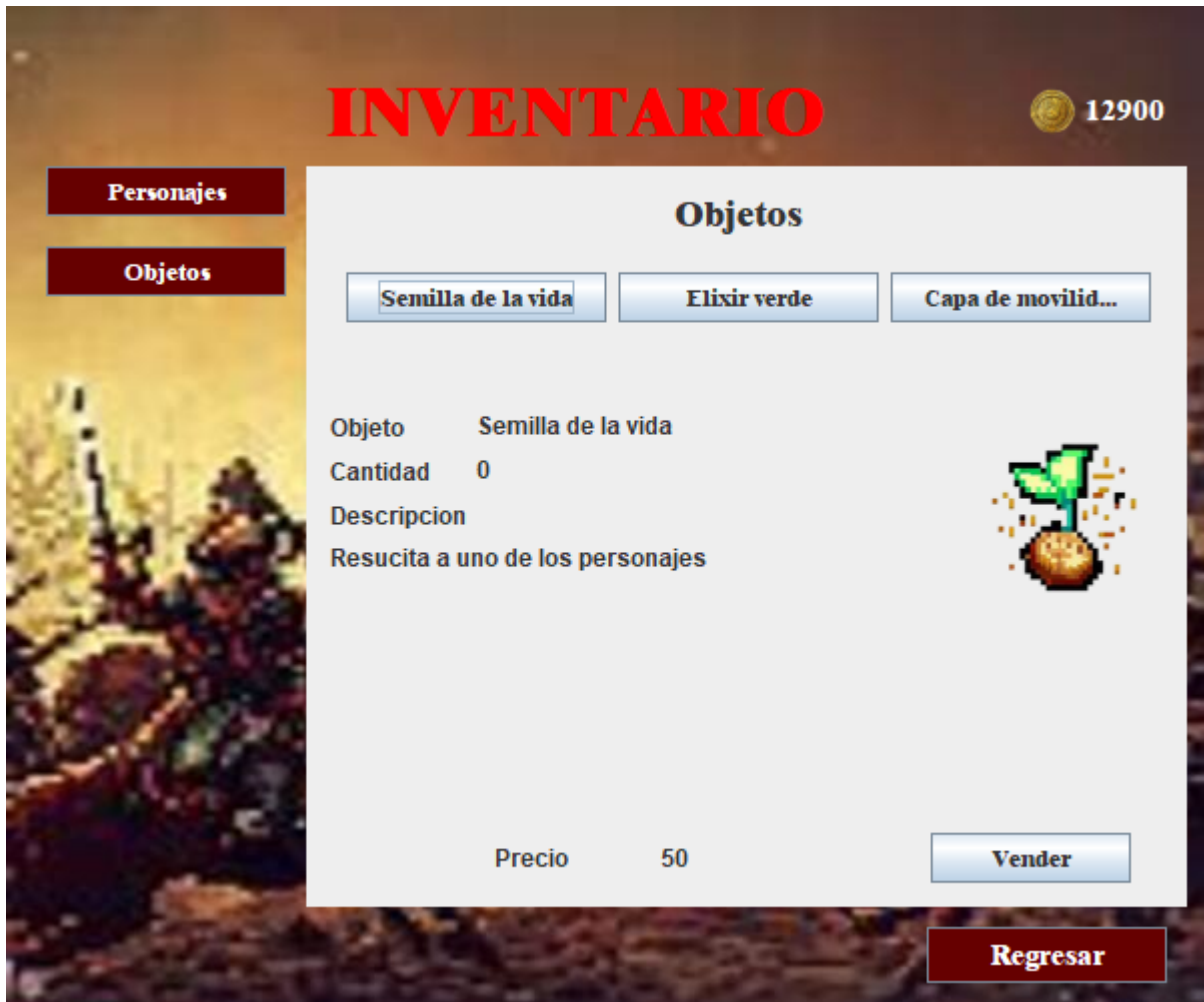 INVENTARIO
12900
Personajes
Objetos
Objetos
Semilla de la vida
Elixir verde
Capa de movilid...
Objeto Semilla de la vida
Cantidad 0
Descripcion
Resucita a uno de los personajes
Precio 50
Vender
Regresar